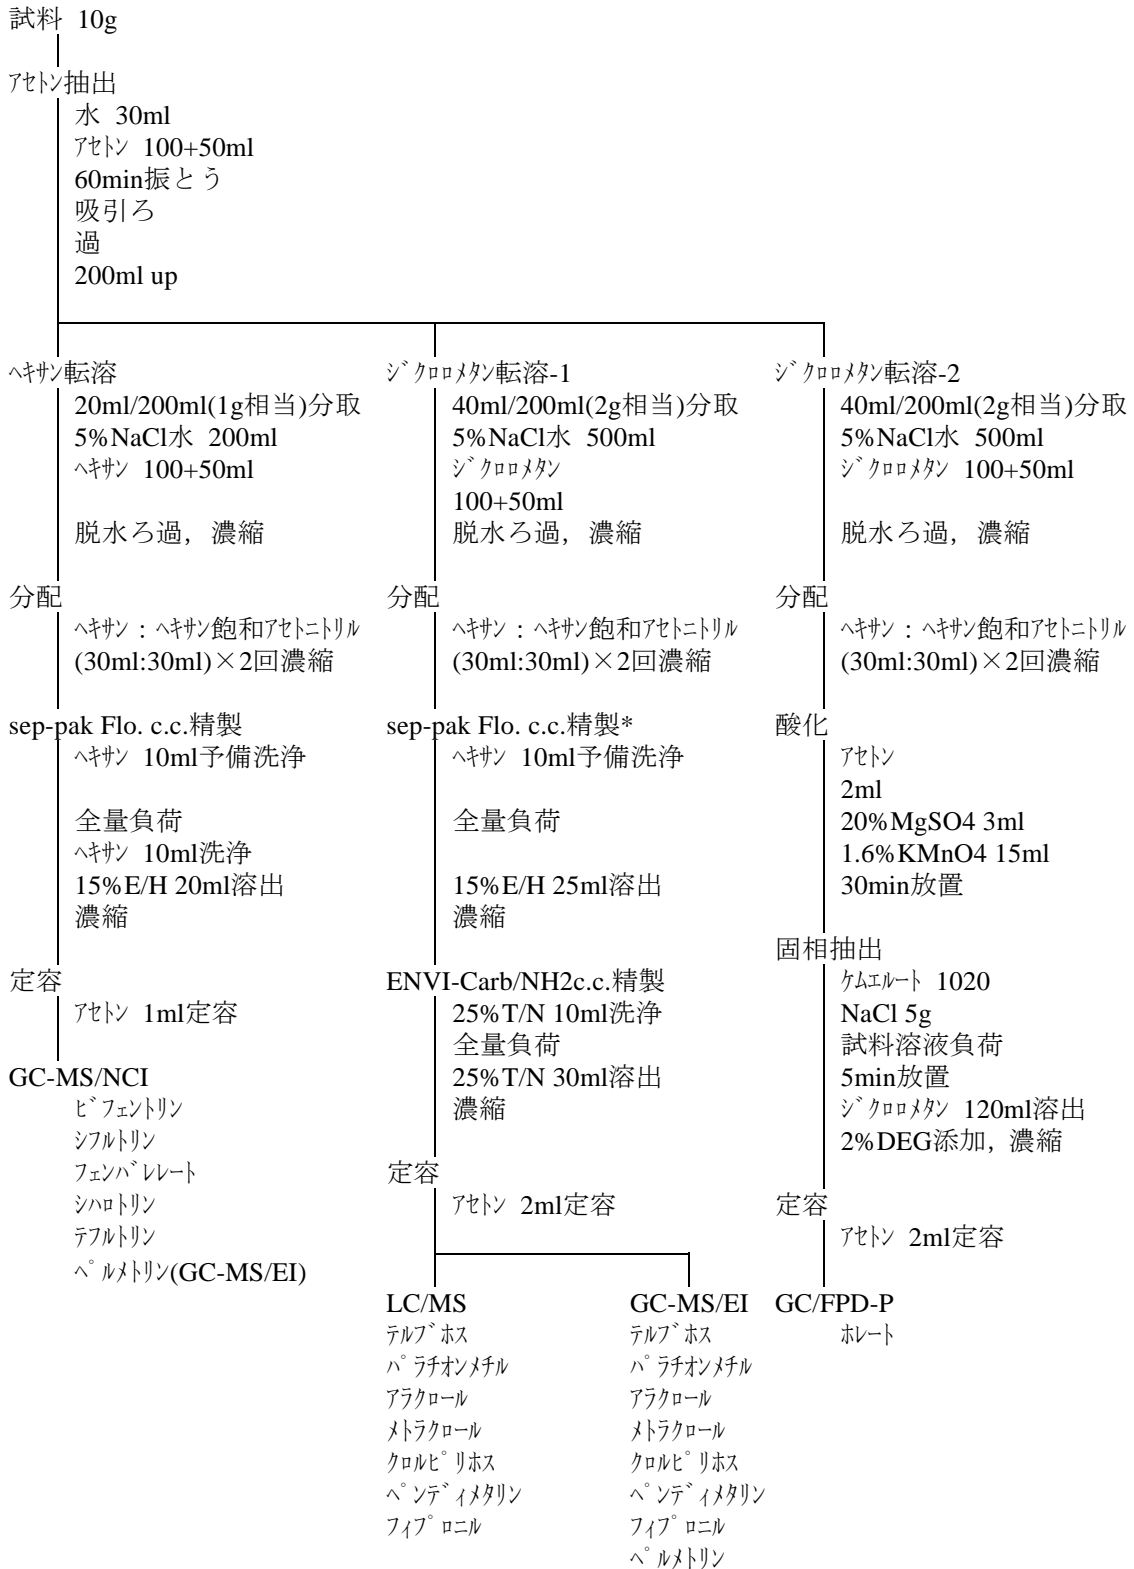 試料 10g
ｱｾﾄﾝ抽出
水 30ml
ｱｾﾄﾝ 100+50ml
60min振とう
吸引ろ
過
200ml up
ﾍｷｻﾝ転溶
20ml/200ml(1g相当)分取
5%NaCl水 200ml
ﾍｷｻﾝ 100+50ml
脱水ろ過，濃縮
分配
ﾍｷｻﾝ：ﾍｷｻﾝ飽和ｱｾﾄﾆﾄﾘﾙ
(30ml:30ml)×2回濃縮
sep-pak Flo. c.c.精製
ﾍｷｻﾝ 10ml予備洗浄
全量負荷
ﾍｷｻﾝ 10ml洗浄
15%E/H 20ml溶出
濃縮
定容
ｱｾﾄﾝ 1ml定容
GC-MS/NCI
ﾋﾞﾌｪﾝﾄﾘﾝ
ｼﾌﾙﾄﾘﾝ
ﾌｪﾝﾊﾞﾚﾚｰﾄ
ｼﾊﾛﾄﾘﾝ
ﾃﾌﾙﾄﾘﾝ
ﾍﾟﾙﾒﾄﾘﾝ(GC-MS/EI)
ｼﾞｸﾛﾛﾒﾀﾝ転溶-1
40ml/200ml(2g相当)分取
5%NaCl水 500ml
ｼﾞｸﾛﾛﾒﾀﾝ
100+50ml
脱水ろ過，濃縮
分配
ﾍｷｻﾝ：ﾍｷｻﾝ飽和ｱｾﾄﾆﾄﾘﾙ
(30ml:30ml)×2回濃縮
sep-pak Flo. c.c.精製*
ﾍｷｻﾝ 10ml予備洗浄
全量負荷
15%E/H 25ml溶出
濃縮
ENVI-Carb/NH2c.c.精製
25%T/N 10ml洗浄
全量負荷
25%T/N 30ml溶出
濃縮
定容
ｱｾﾄﾝ 2ml定容
LC/MS
ﾃﾙﾌﾞﾎｽ
ﾊﾟﾗﾁｵﾝﾒﾁﾙ
ｱﾗｸﾛｰﾙ
ﾒﾄﾗｸﾛｰﾙ
ｸﾛﾙﾋﾟﾘﾎｽ
ﾍﾟﾝﾃﾞｨﾒﾀﾘﾝ
ﾌｨﾌﾟﾛﾆﾙ
GC-MS/EI
ﾃﾙﾌﾞﾎｽ
ﾊﾟﾗﾁｵﾝﾒﾁﾙ
ｱﾗｸﾛｰﾙ
ﾒﾄﾗｸﾛｰﾙ
ｸﾛﾙﾋﾟﾘﾎｽ
ﾍﾟﾝﾃﾞｨﾒﾀﾘﾝ
ﾌｨﾌﾟﾛﾆﾙ
ﾍﾟﾙﾒﾄﾘﾝ
ｼﾞｸﾛﾛﾒﾀﾝ転溶-2
40ml/200ml(2g相当)分取
5%NaCl水 500ml
ｼﾞｸﾛﾛﾒﾀﾝ 100+50ml
脱水ろ過，濃縮
分配
ﾍｷｻﾝ：ﾍｷｻﾝ飽和ｱｾﾄﾆﾄﾘﾙ
(30ml:30ml)×2回濃縮
酸化
ｱｾﾄﾝ
2ml
20%MgSO4 3ml
1.6%KMnO4 15ml
30min放置
固相抽出
ｹﾑｴﾙｰﾄ 1020
NaCl 5g
試料溶液負荷
5min放置
ｼﾞｸﾛﾛﾒﾀﾝ 120ml溶出
2%DEG添加，濃縮
定容
ｱｾﾄﾝ 2ml定容
GC/FPD-P
ﾎﾚｰﾄ